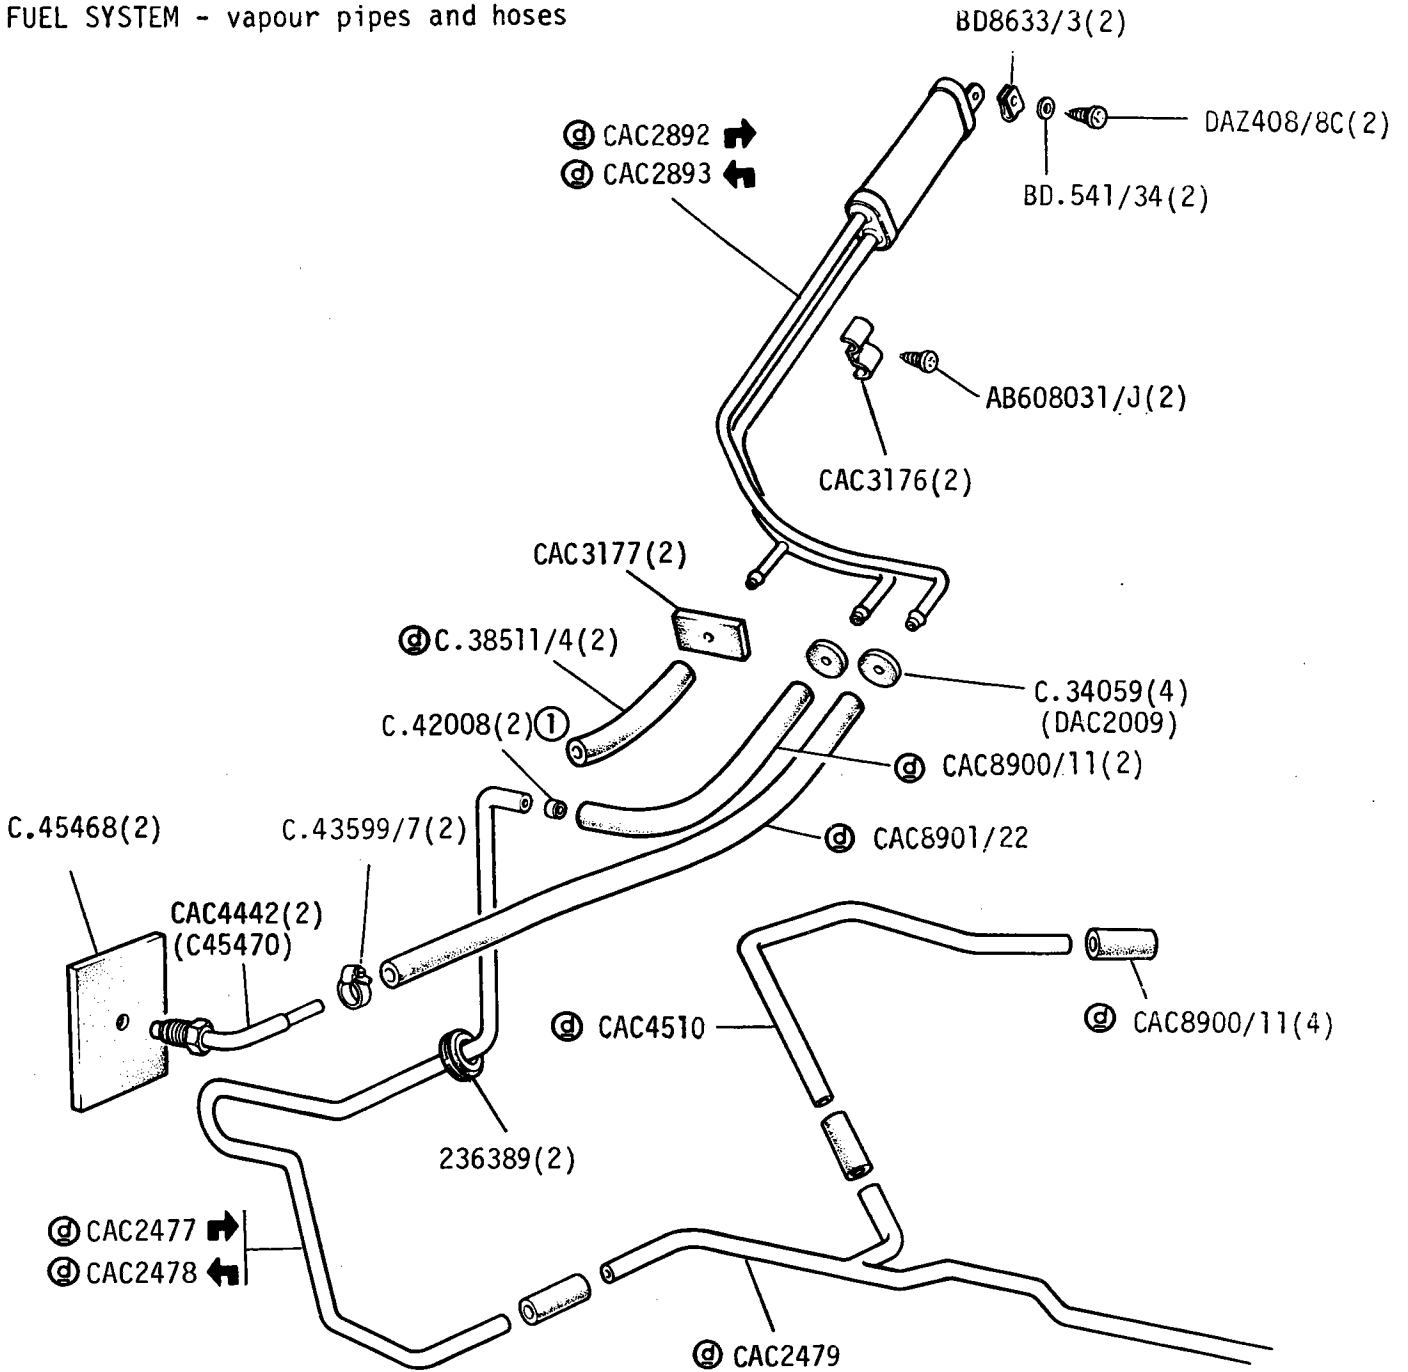 FUEL SYSTEM - vapour pipes and hoses
BD8633/3(2)
d CAC2892
d CAC2893
DAZ408/8C(2)
BD.541/34(2)
AB608031/J(2)
CAC3176(2)
CAC3177(2)
d C.38511/4(2)
C.42008(2) 1
C.34059(4)
(DAC2009)
d CAC8900/11(2)
C.45468(2)
C.43599/7(2)
d CAC8901/22
CAC4442(2)
(C45470)
d CAC4510
d CAC8900/11(4)
236389(2)
d CAC2477
d CAC2478
d CAC2479